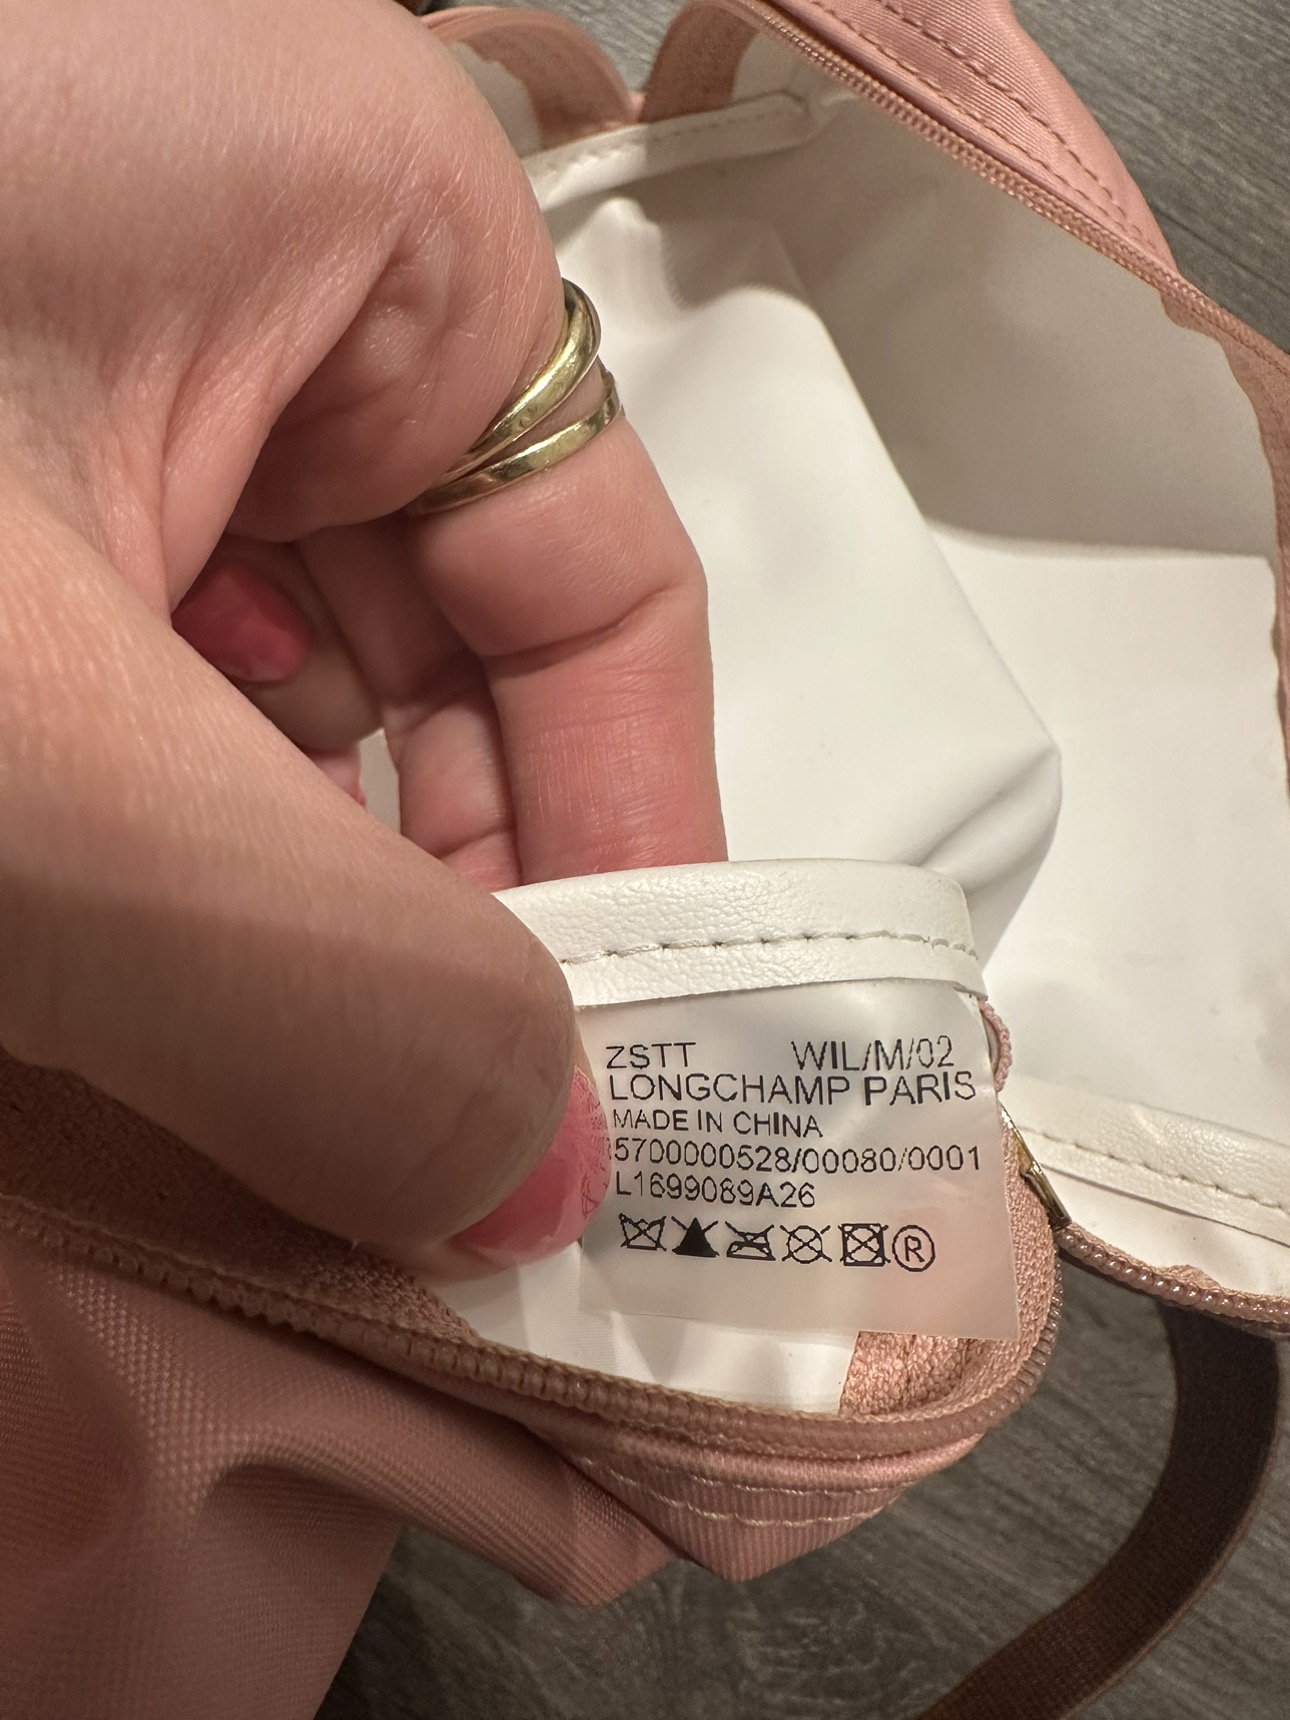 ZSTT WIL/M/02
LONGCHAMP PARIS
MADE IN CHINA
5700000528/00080/0001
L1699089A26
®